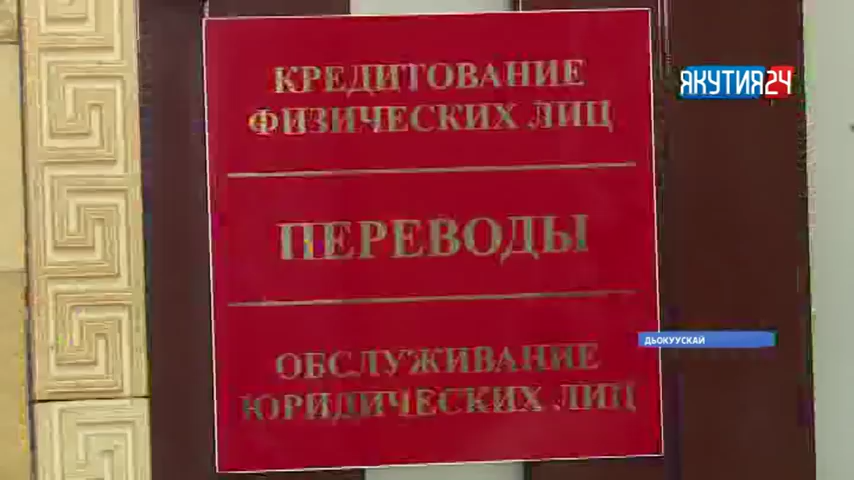 КРЕДИТОВАНИЕ
ФИЗИЧЕСКИХ ЛИЦ
ПЕРЕВОДЫ
ОБСЛУЖИВАНИЕ
ЮРИДИЧЕСКИХ ЛИЦ
ЯКУТИЯ24
ДЬОКУУСКАЙ